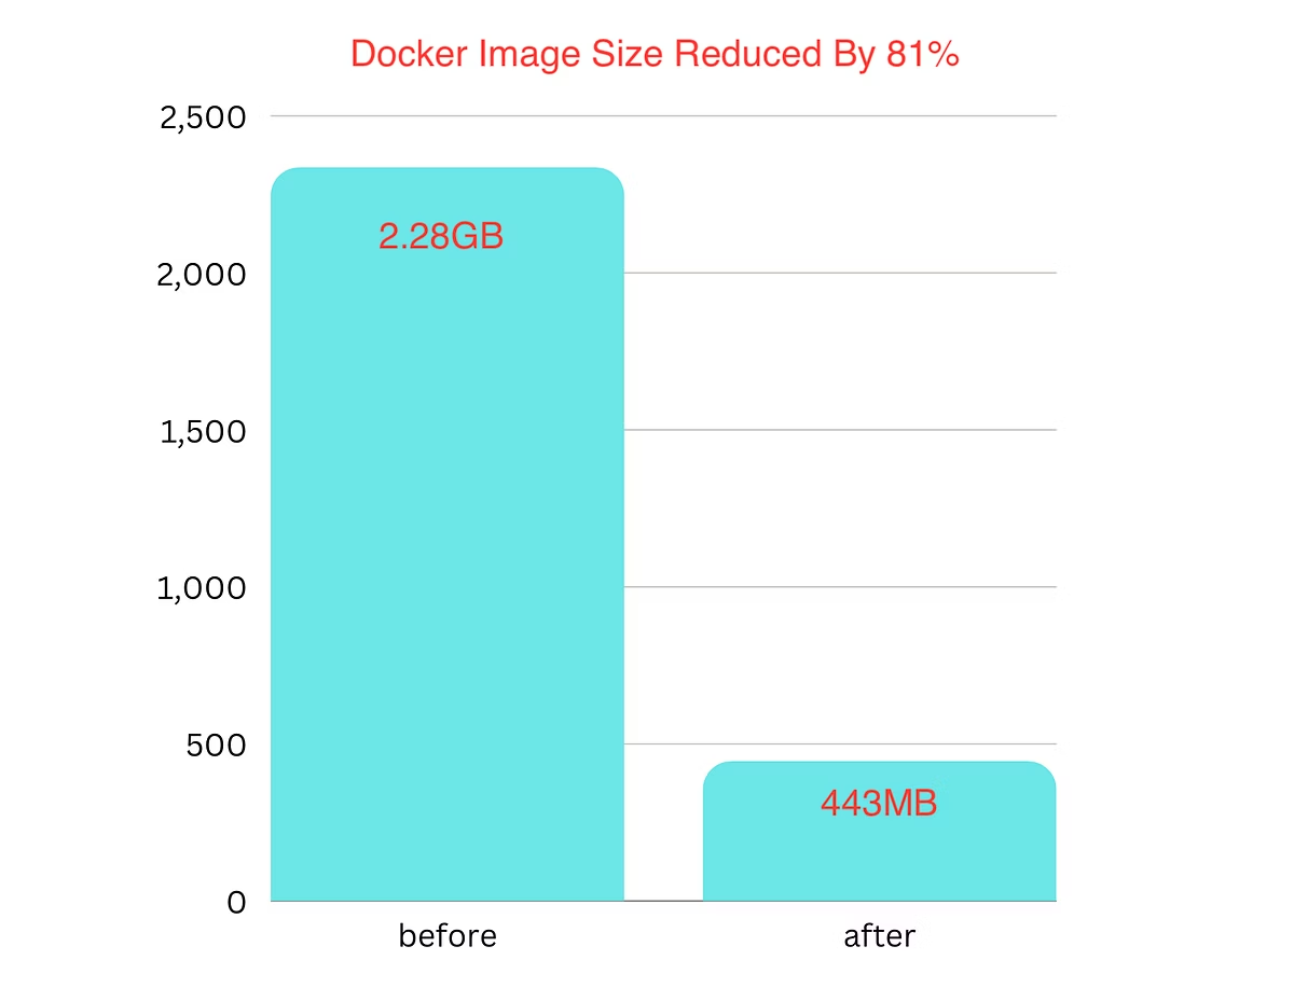 Docker Image Size Reduced By 81%
2,500
2.28GB
2,000
1,500
1,000
500
443MB
0
before
after